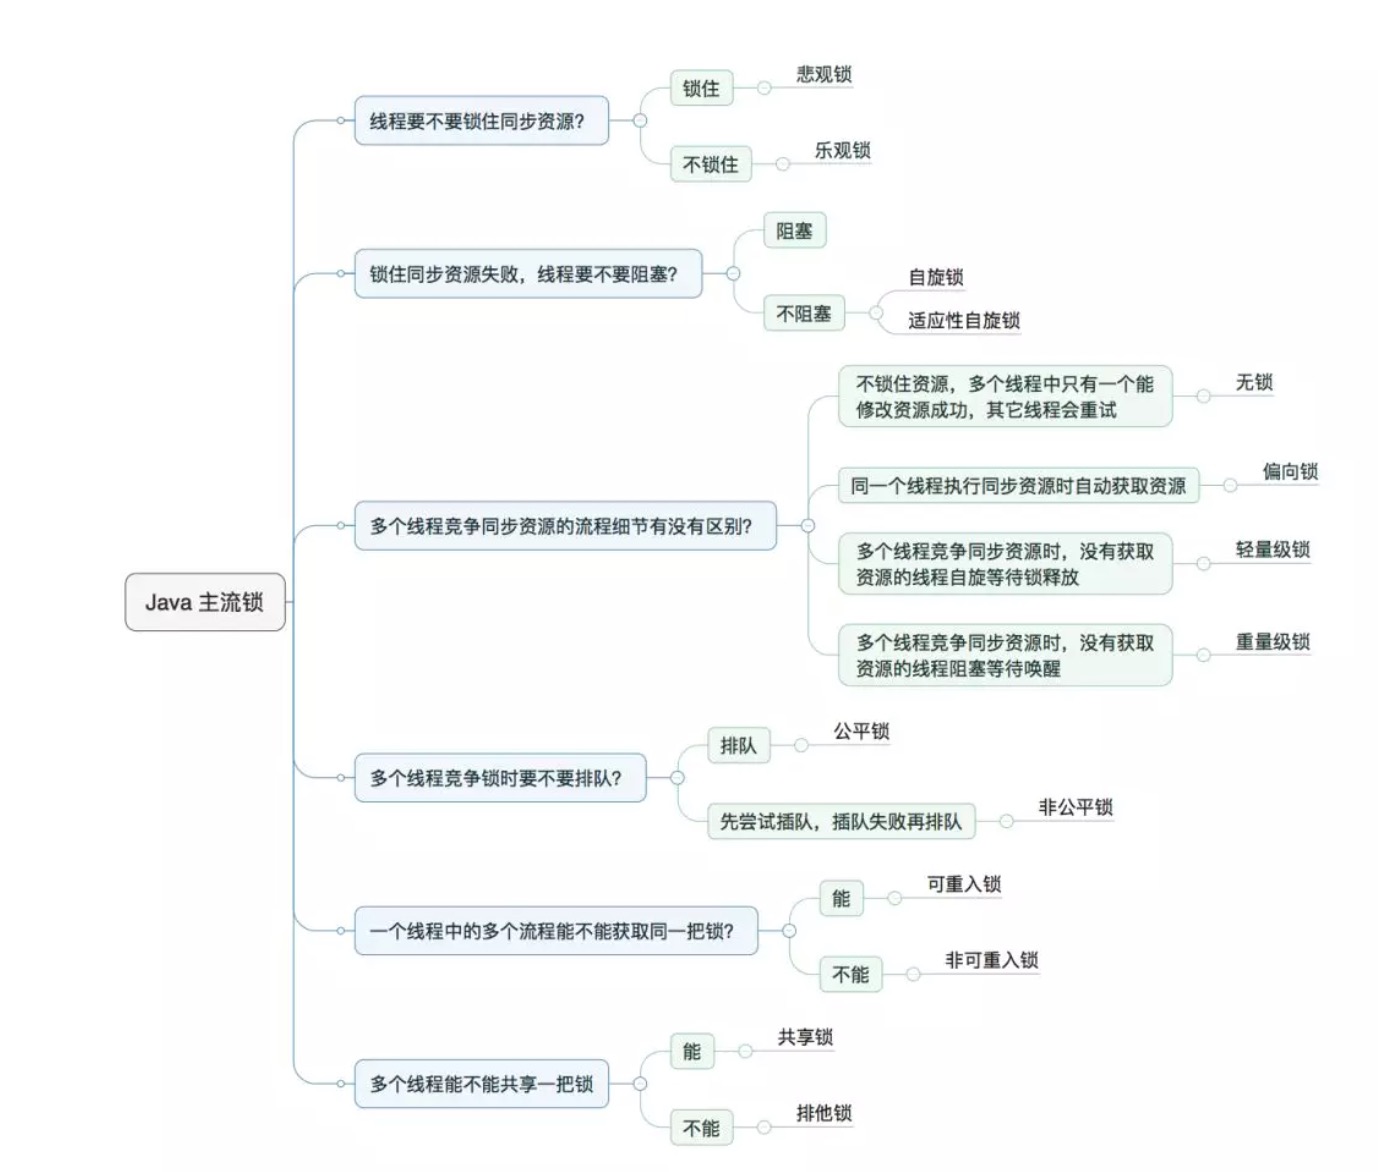 Java 主流锁
线程要不要锁住同步资源?
锁住
悲观锁
不锁住
乐观锁
锁住同步资源失败，线程要不要阻塞?
阻塞
不阻塞
自旋锁
适应性自旋锁
多个线程竞争同步资源的流程细节有没有区别?
不锁住资源，多个线程中只有一个能
修改资源成功，其它线程会重试
无锁
同一个线程执行同步资源时自动获取资源
偏向锁
多个线程竞争同步资源时，没有获取
资源的线程自旋等待锁释放
轻量级锁
多个线程竞争同步资源时，没有获取
资源的线程阻塞等待唤醒
重量级锁
多个线程竞争锁时要不要排队?
排队
公平锁
先尝试插队，插队失败再排队
非公平锁
一个线程中的多个流程能不能获取同一把锁?
能
可重入锁
不能
非可重入锁
多个线程能不能共享一把锁
能
共享锁
不能
排他锁